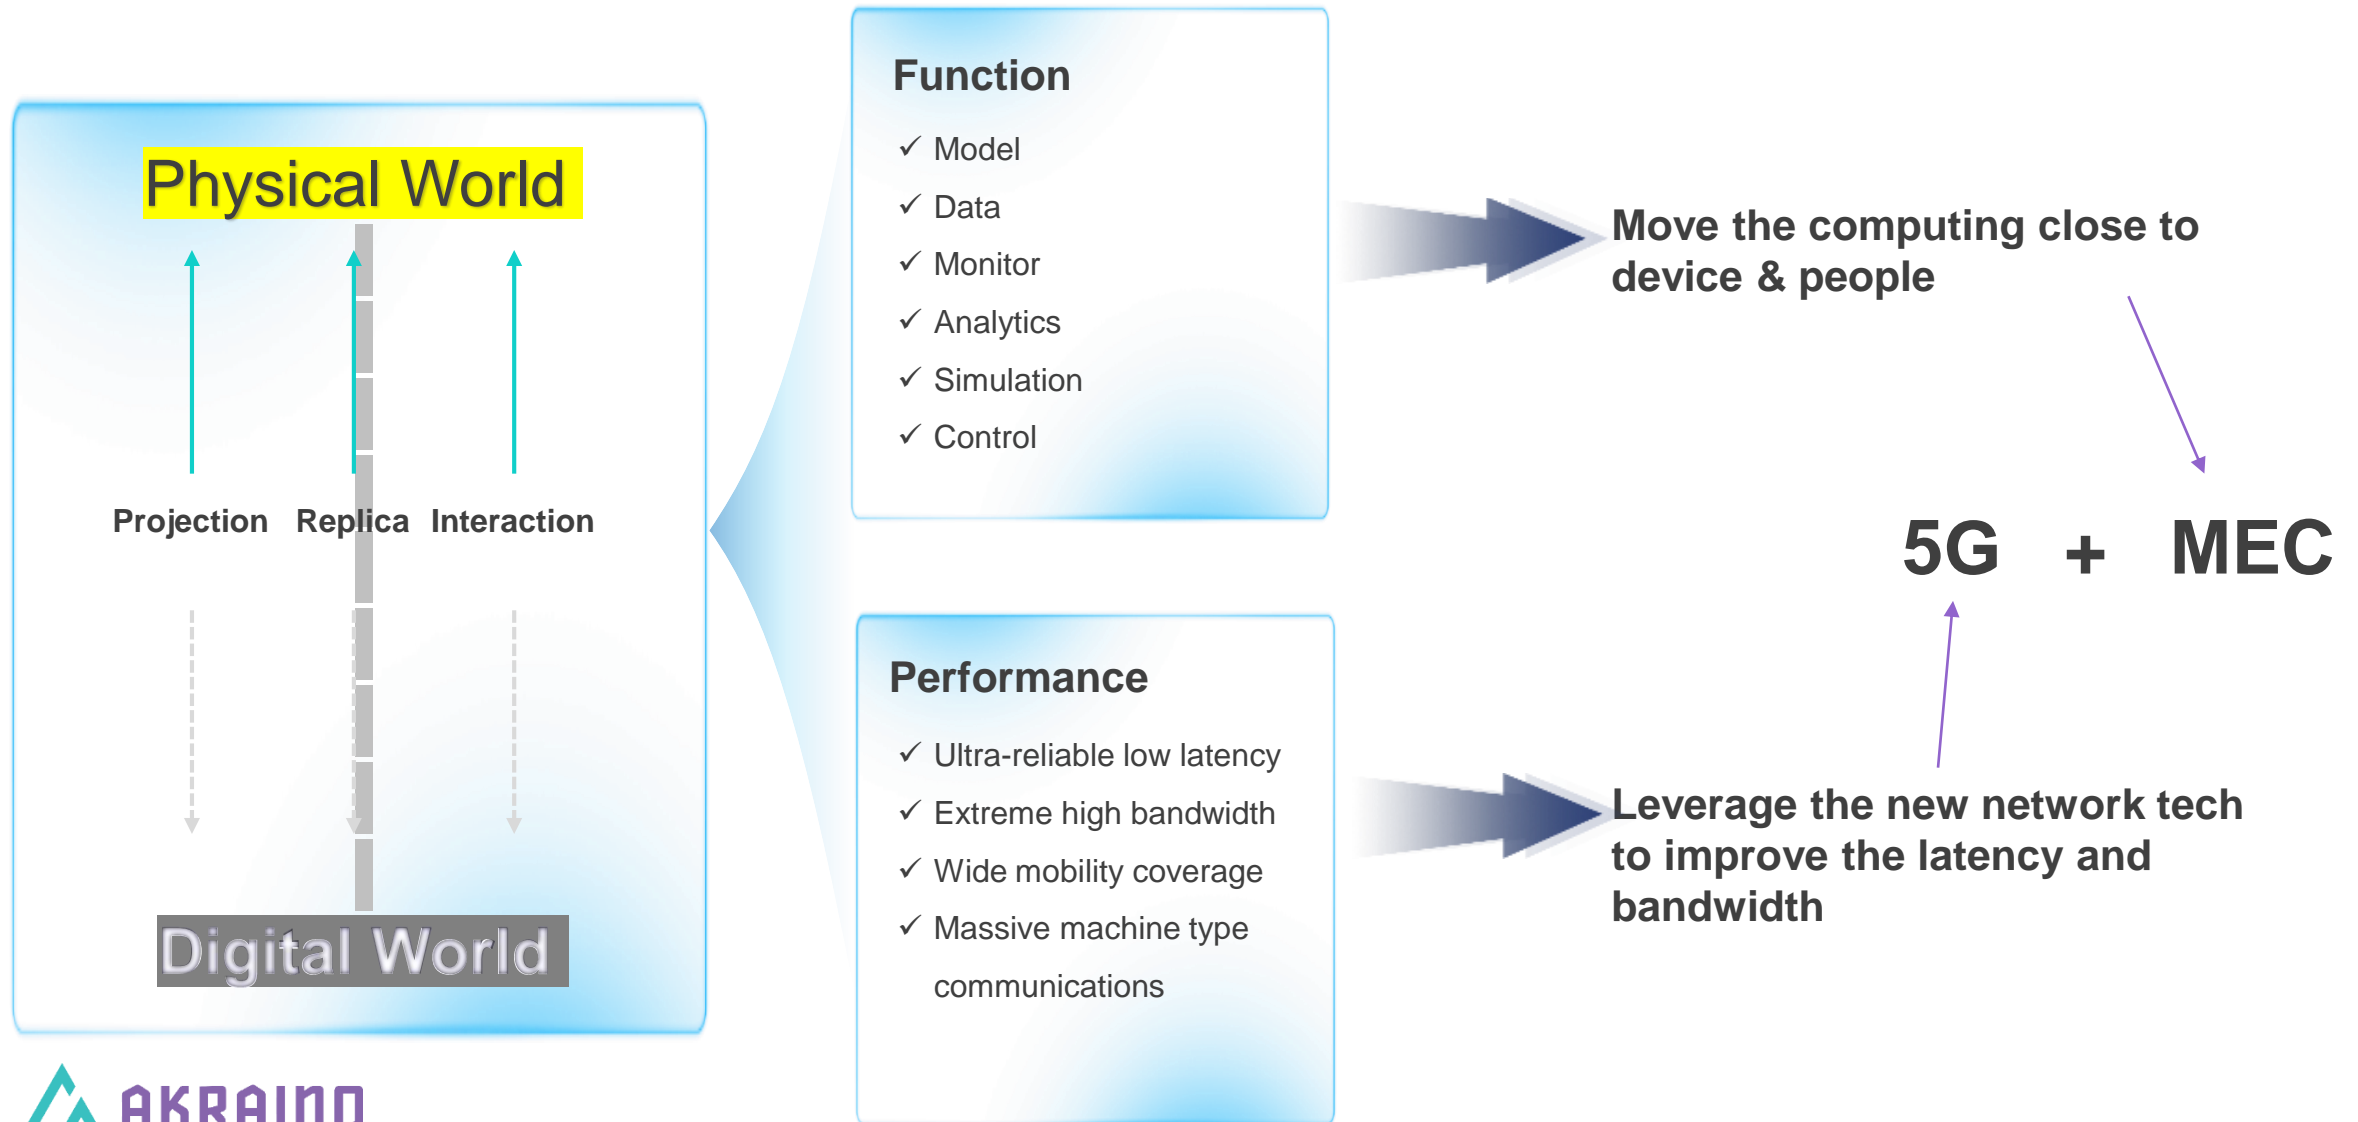 Physical World
Projection Replica Interaction
Digital World
Function
✓ Model
✓ Data
✓ Monitor
✓ Analytics
✓ Simulation
✓ Control
Performance
✓ Ultra-reliable low latency
✓ Extreme high bandwidth
✓ Wide mobility coverage
✓ Massive machine type
communications
Move the computing close to
device & people
5G + MEC
Leverage the new network tech
to improve the latency and
bandwidth
AKRAINO